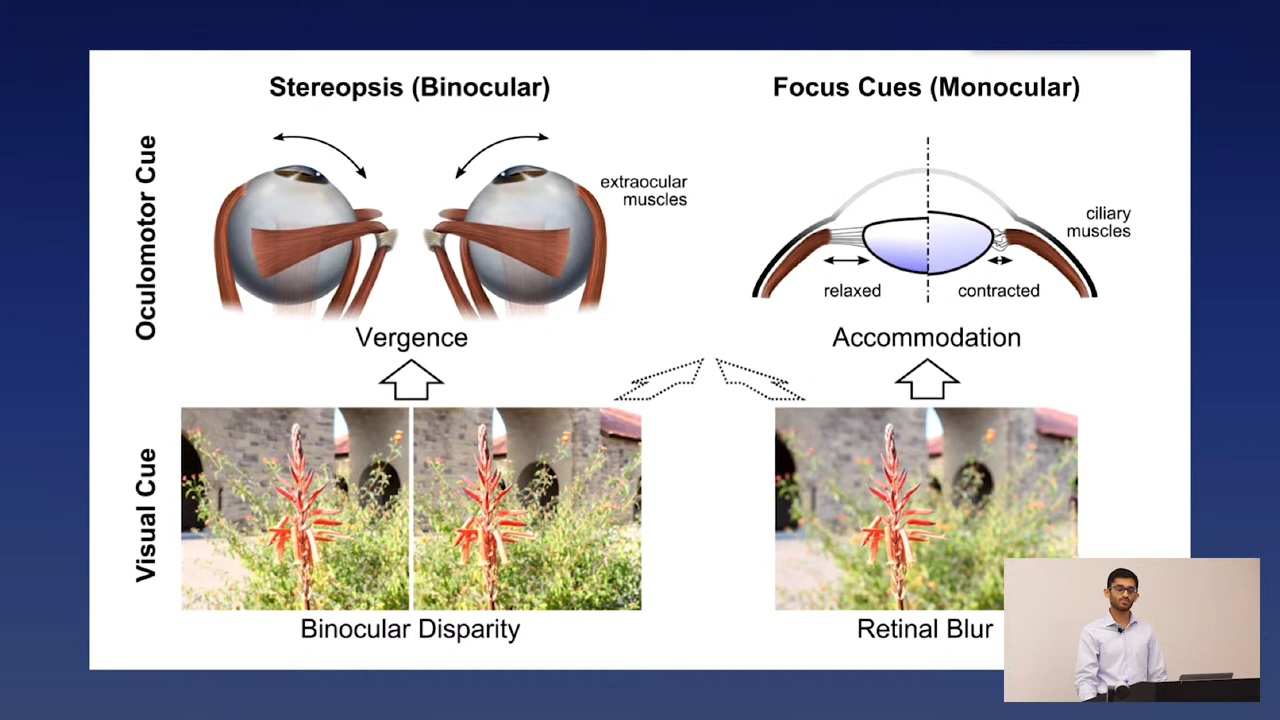 Stereopsis (Binocular)
Focus Cues (Monocular)
Oculomotor Cue
extraocular
muscles
ciliary
muscles
relaxed
contracted
Vergence
Accommodation
Visual Cue
Binocular Disparity
Retinal Blur